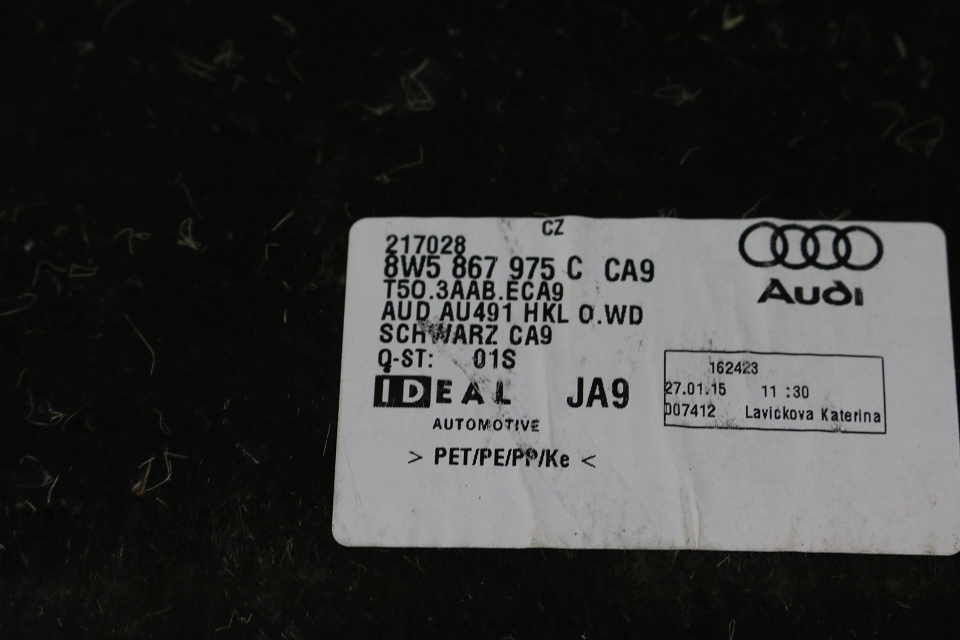 CZ
217028
8W5 867 975 C CA9
T50.3AAB.ECA9
AUD AU491 HKL O.WD
SCHWARZ CA9
Q-ST: 01S
IDEAL JA9
AUTOMOTIVE
> PET/PE/PP/Ke <
Audi
162423
27.01.15 11 :30
D07412 Lavickova Katerina